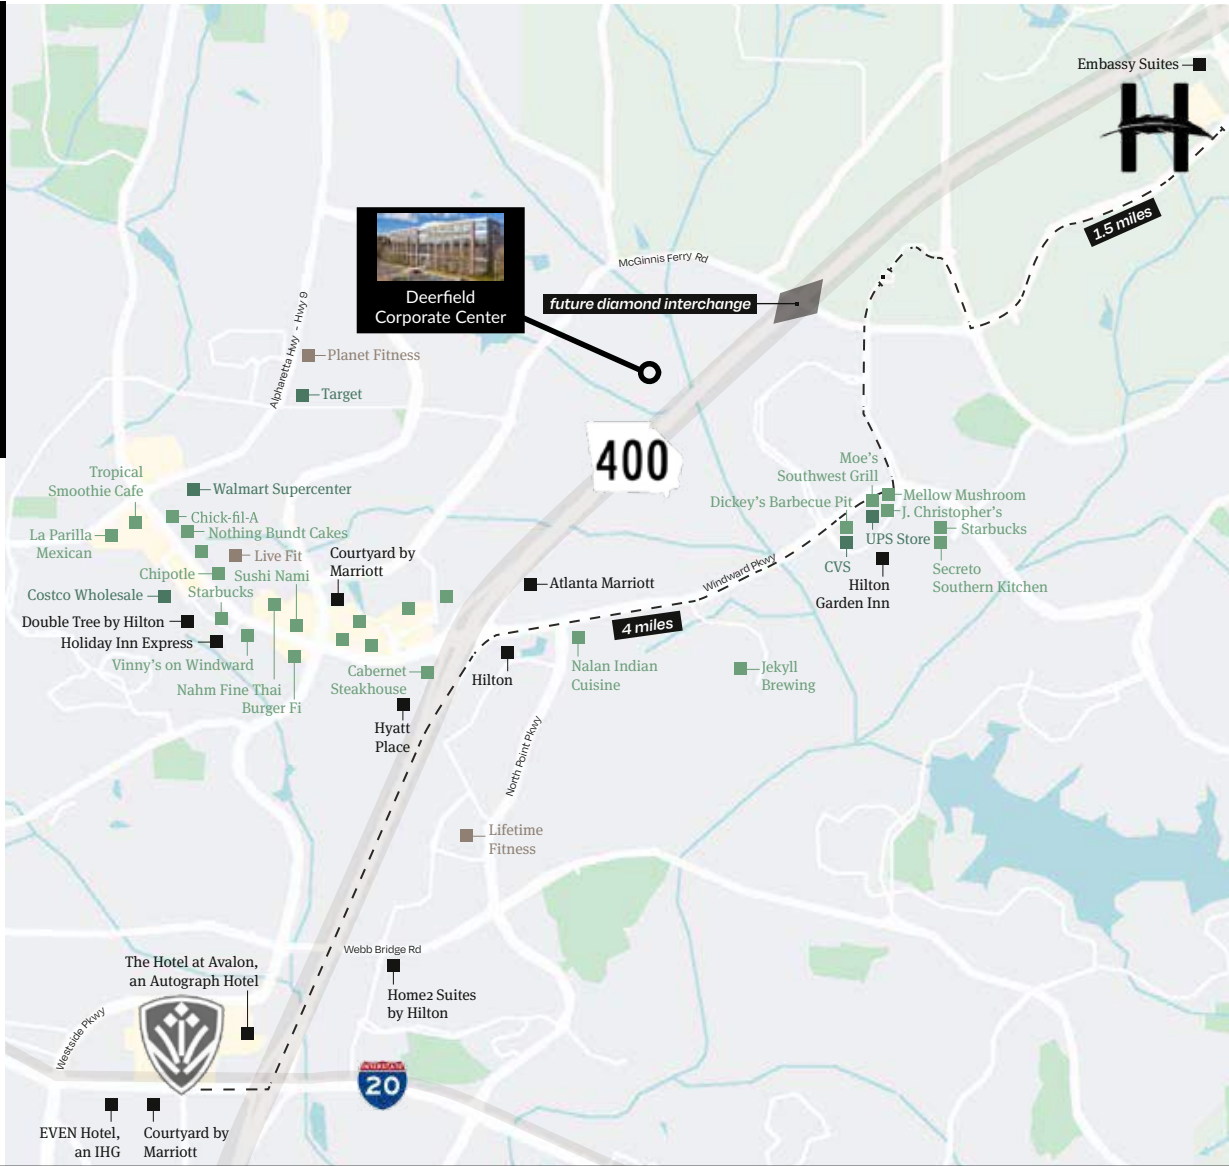 Embassy Suites
H
1.5 miles
McGinnis Ferry Rd
Deerfield
Corporate Center
future diamond interchange
Alpharetta Hwy - Hwy 9
Planet Fitness
Target
400
Tropical
Smoothie Cafe
Walmart Supercenter
Chick-fil-A
Nothing Bundt Cakes
La Parilla
Mexican
Live Fit
Courtyard by
Marriott
Chipotle
Sushi Nami
Starbucks
Costco Wholesale
Double Tree by Hilton
Holiday Inn Express
Vinny's on Windward
Nahm Fine Thai
Burger Fi
Cabernet
Steakhouse
Hyatt
Place
Atlanta Marriott
Hilton
4 miles
Windward Pkwy
Nalan Indian
Cuisine
Jekyll
Brewing
Moe's
Southwest Grill
Dickey's Barbecue Pit
Mellow Mushroom
J. Christopher's
Starbucks
UPS Store
CVS
Hilton
Garden Inn
Secreto
Southern Kitchen
North Point Pkwy
Lifetime
Fitness
Webb Bridge Rd
Home2 Suites
by Hilton
The Hotel at Avalon,
an Autograph Hotel
Westside Pkwy
INTERSTATE
20
EVEN Hotel,
an IHG
Courtyard by
Marriott